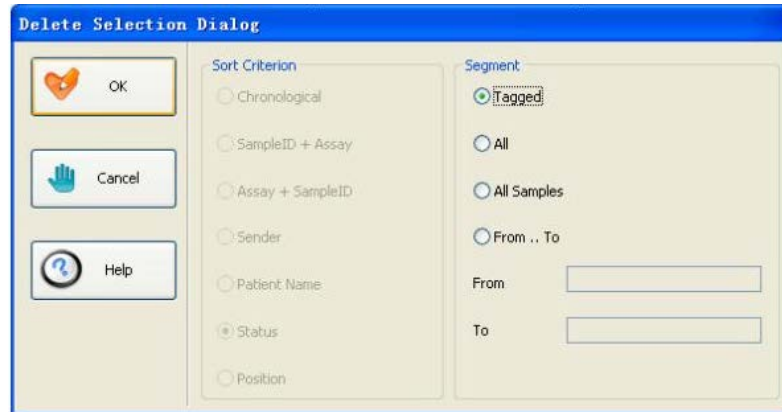 Delete Selection Dialog
OK
Cancel
Help
Sort Criterion
Chronological
SampleID + Assay
Assay + SampleID
Sender
Patient Name
Status
Position
Segment
Tagged
All
All Samples
From .. To
From
To